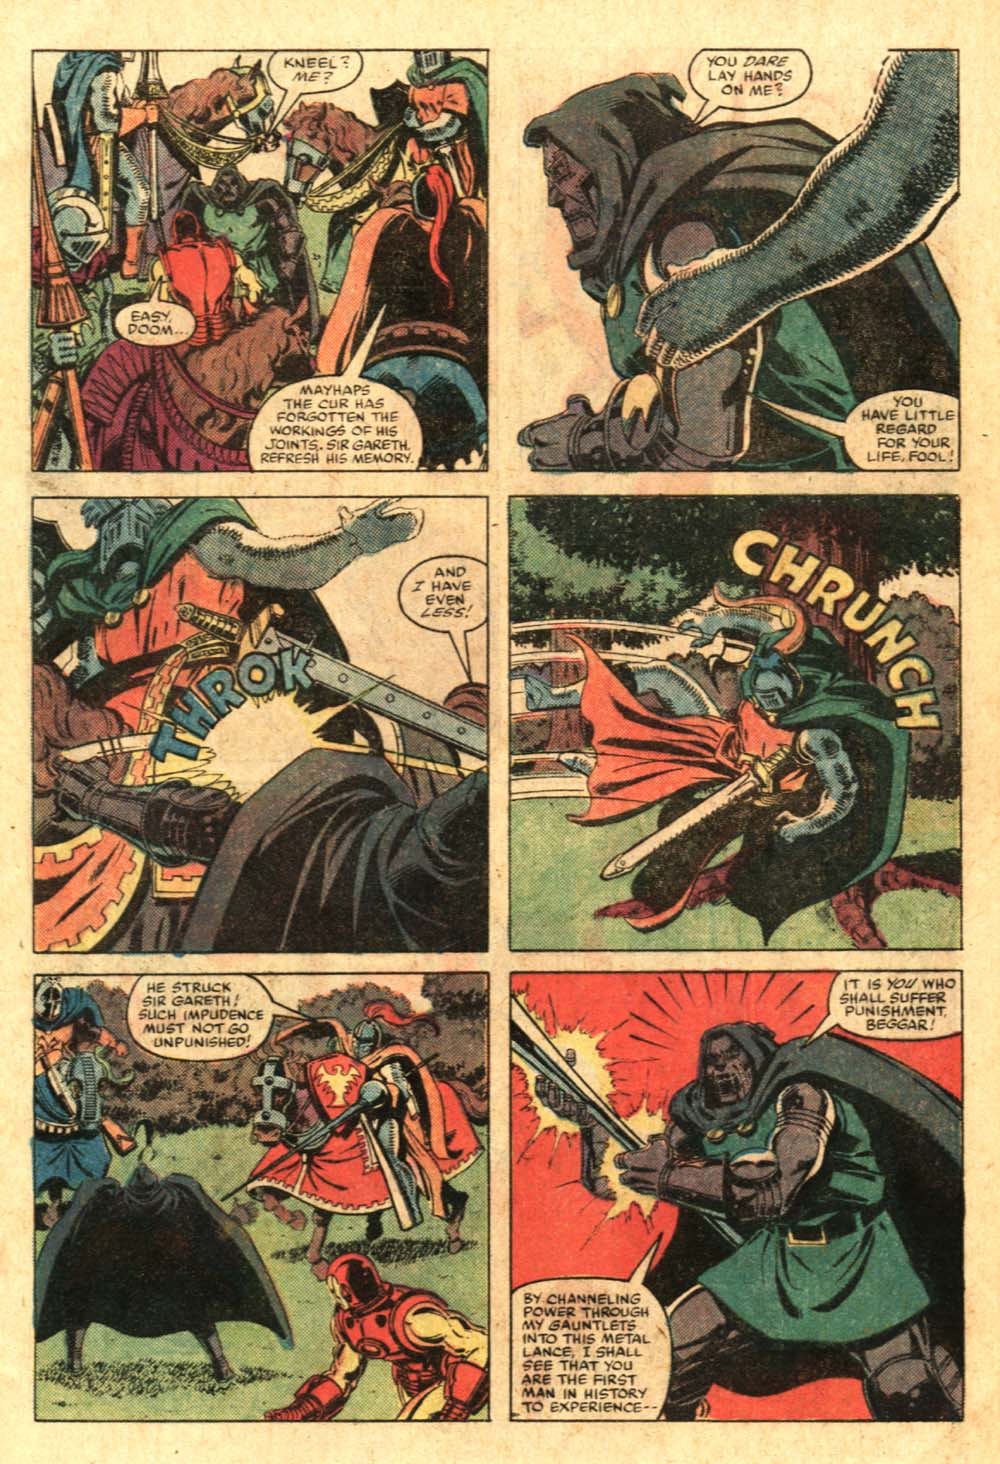 KNEEL?
ME?
EASY,
DOOM...
MAYHAPS
THE CUR HAS
FORGOTTEN THE
WORKINGS OF HIS
JOINTS, SIR GARETH.
REFRESH HIS MEMORY.
YOU DARE
LAY HANDS
ON ME?
YOU
HAVE LITTLE
REGARD
FOR YOUR
LIFE, FOOL!
AND
I HAVE
EVEN
LESS!
THROK
CHRUNCH
HE STRUCK
SIR GARETH!
SUCH IMPUDENCE
MUST NOT GO
UNPUNISHED!
IT IS YOU WHO
SHALL SUFFER
PUNISHMENT,
BEGGAR!
BY CHANNELING
POWER THROUGH
MY GAUNTLETS
INTO THIS METAL
LANCE, I SHALL
SEE THAT YOU
ARE THE FIRST
MAN IN HISTORY
TO EXPERIENCE--